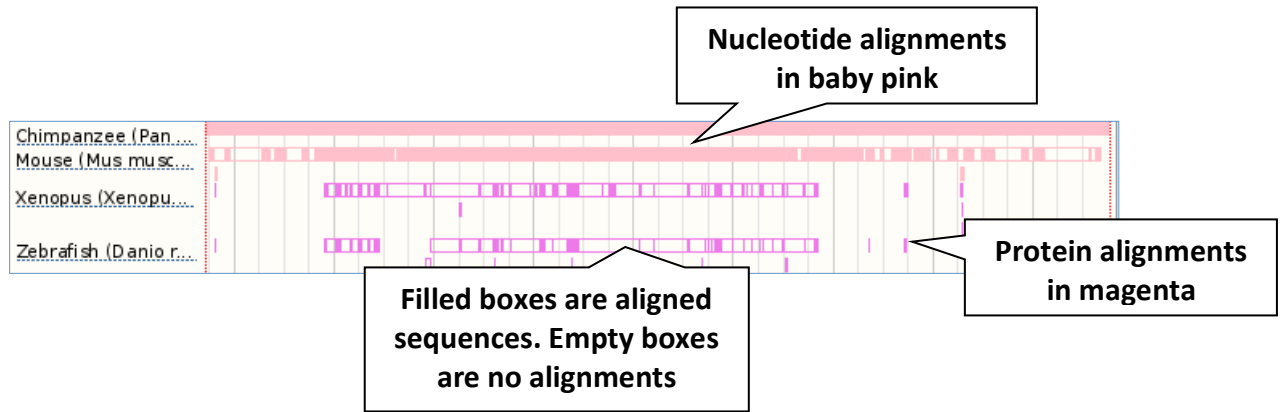 Nucleotide alignments
in baby pink
Chimpanzee (Pan ...
Mouse (Mus musc...
Xenopus (Xenopu...
Zebrafish (Danio r...
Protein alignments
in magenta
Filled boxes are aligned
sequences. Empty boxes
are no alignments